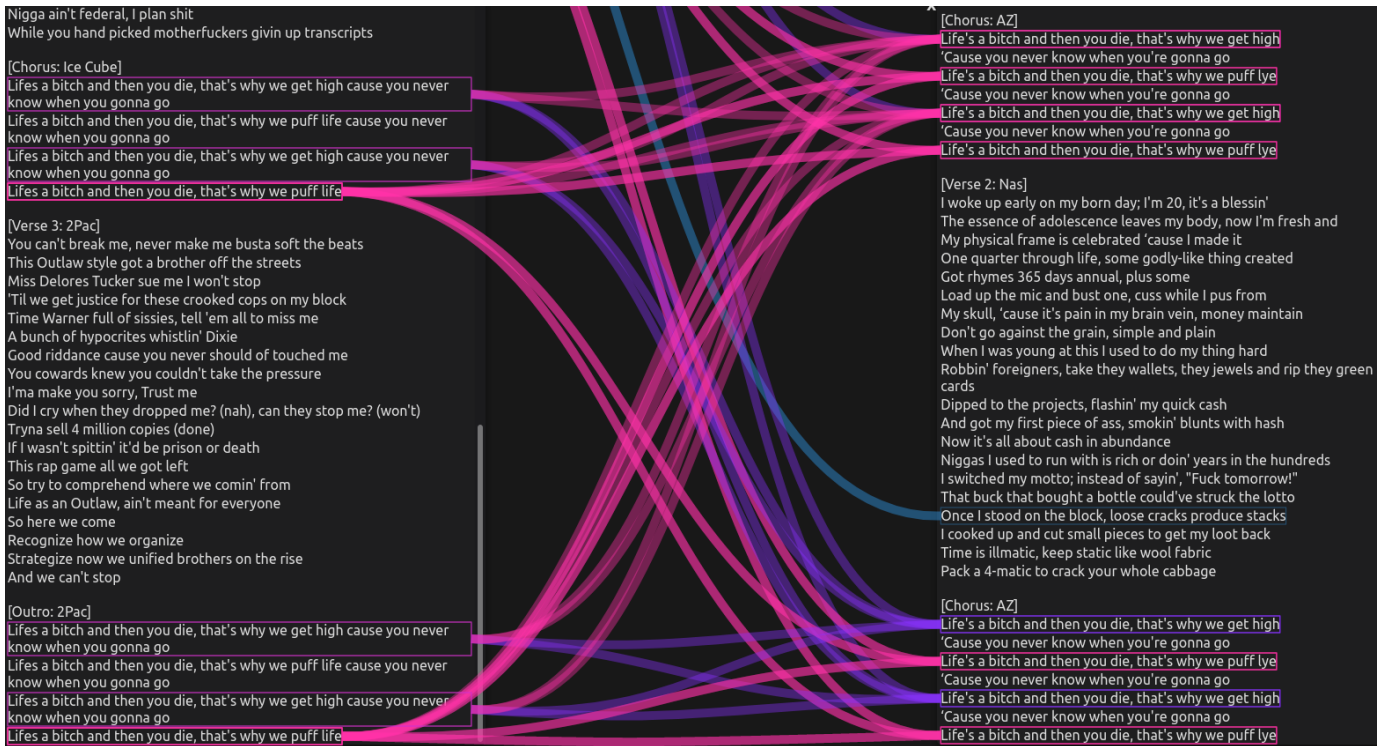 Nigga ain't federal, I plan shit
While you hand picked motherfuckers givin up transcripts
[Chorus: Ice Cube]
Lifes a bitch and then you die, that's why we get high cause you never
know when you gonna go
Lifes a bitch and then you die, that's why we puff life cause you never
know when you gonna go
Lifes a bitch and then you die, that's why we get high cause you never
know when you gonna go
Lifes a bitch and then you die, that's why we puff life
[Verse 3: 2Pac]
You can't break me, never make me busta soft the beats
This Outlaw style got a brother off the streets
Miss Delores Tucker sue me I won't stop
'Til we get justice for these crooked cops on my block
Time Warner full of sissies, tell 'em all to miss me
A bunch of hypocrites whistlin' Dixie
Good riddance cause you never should of touched me
You cowards knew you couldn't take the pressure
I'ma make you sorry, Trust me
Did I cry when they dropped me? (nah), can they stop me? (won't)
Tryna sell 4 million copies (done)
If I wasn't spittin' it'd be prison or death
This rap game all we got left
So try to comprehend where we comin' from
Life as an Outlaw, ain't meant for everyone
So here we come
Recognize how we organize
Strategize now we unified brothers on the rise
And we can't stop
[Outro: 2Pac]
Lifes a bitch and then you die, that's why we get high cause you never
know when you gonna go
Lifes a bitch and then you die, that's why we puff life cause you never
know when you gonna go
Lifes a bitch and then you die, that's why we get high cause you never
know when you gonna go
Lifes a bitch and then you die, that's why we puff life
[Chorus: AZ]
Life's a bitch and then you die, that's why we get high
‘Cause you never know when you're gonna go
Life's a bitch and then you die, that's why we puff lye
‘Cause you never know when you're gonna go
Life's a bitch and then you die, that's why we get high
‘Cause you never know when you're gonna go
Life's a bitch and then you die, that's why we puff lye
[Verse 2: Nas]
I woke up early on my born day; I'm 20, it's a blessin'
The essence of adolescence leaves my body, now I'm fresh and
My physical frame is celebrated ‘cause I made it
One quarter through life, some godly-like thing created
Got rhymes 365 days annual, plus some
Load up the mic and bust one, cuss while I pus from
My skull, ‘cause it's pain in my brain vein, money maintain
Don't go against the grain, simple and plain
When I was young at this I used to do my thing hard
Robbin' foreigners, take they wallets, they jewels and rip they green
cards
Dipped to the projects, flashin' my quick cash
And got my first piece of ass, smokin' blunts with hash
Now it's all about cash in abundance
Niggas I used to run with is rich or doin' years in the hundreds
I switched my motto; instead of sayin', "Fuck tomorrow!"
That buck that bought a bottle could've struck the lotto
Once I stood on the block, loose cracks produce stacks
I cooked up and cut small pieces to get my loot back
Time is illmatic, keep static like wool fabric
Pack a 4-matic to crack your whole cabbage
[Chorus: AZ]
Life's a bitch and then you die, that's why we get high
‘Cause you never know when you're gonna go
Life's a bitch and then you die, that's why we puff lye
‘Cause you never know when you're gonna go
Life's a bitch and then you die, that's why we get high
‘Cause you never know when you're gonna go
Life's a bitch and then you die, that's why we puff lye